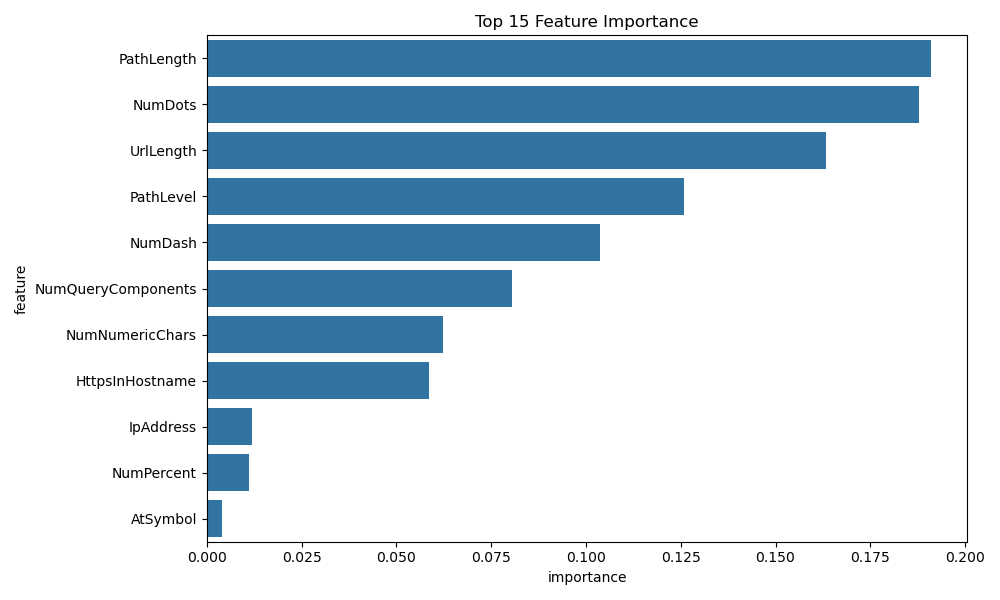 Top 15 Feature Importance
PathLength
NumDots
UrlLength
PathLevel
NumDash
NumQueryComponents
NumNumericChars
HttpsInHostname
IpAddress
NumPercent
AtSymbol
feature
0.000 0.025 0.050 0.075 0.100 0.125 0.150 0.175 0.200
importance